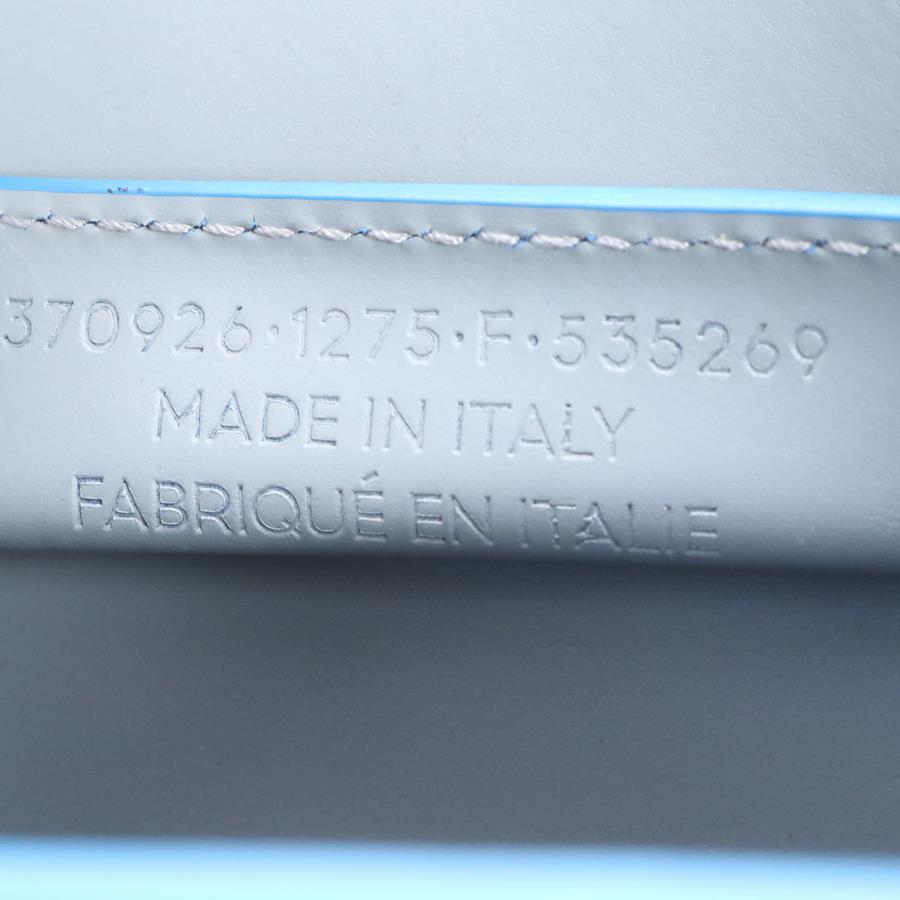 370926·1275·F·535269
MADE IN ITALY
FABRIQUÉ EN ITALIE